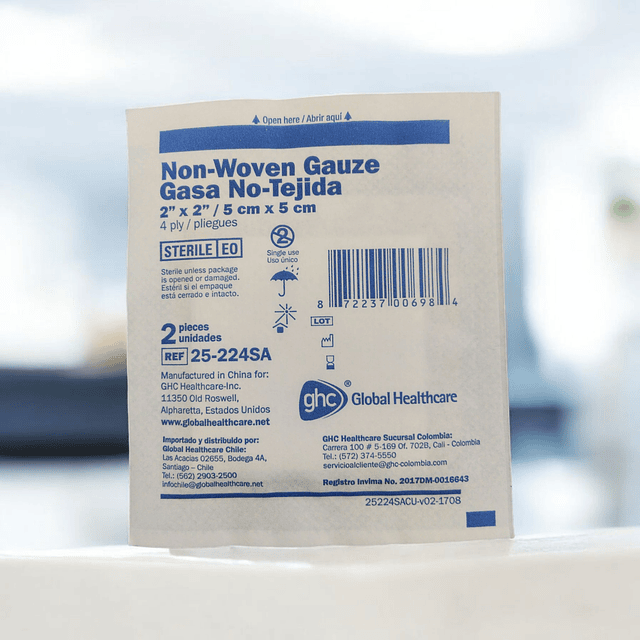 Open here / Abrir aquí
Non-Woven Gauze
Gasa No-Tejida
2" x 2" / 5 cm x 5 cm
4 ply / pliegues
STERILE EO
Sterile unless package
is opened or damaged.
Estéril si el empaque
está cerrado e intacto.
2
Single use
Uso único
8 72237 00698 4
LOT
2 pieces
unidades
REF 25-224SA
Manufactured in China for:
GHC Healthcare-Inc.
11350 Old Roswell,
Alpharetta, Estados Unidos
www.globalhealthcare.net
ghc® Global Healthcare
Importado y distribuido por:
Global Healthcare Chile:
Las Acacias 02655, Bodega 4A,
Santiago – Chile
Tel.: (562) 2903-2500
infochile@globalhealthcare.net
GHC Healthcare Sucursal Colombia:
Carrera 100 # 5-169 Of. 702B, Cali - Colombia
Tel.: (572) 374-5550
servicioalcliente@ghc-colombia.com
Registro Invima No. 2017DM-0016643
25224SACU-v02-1708